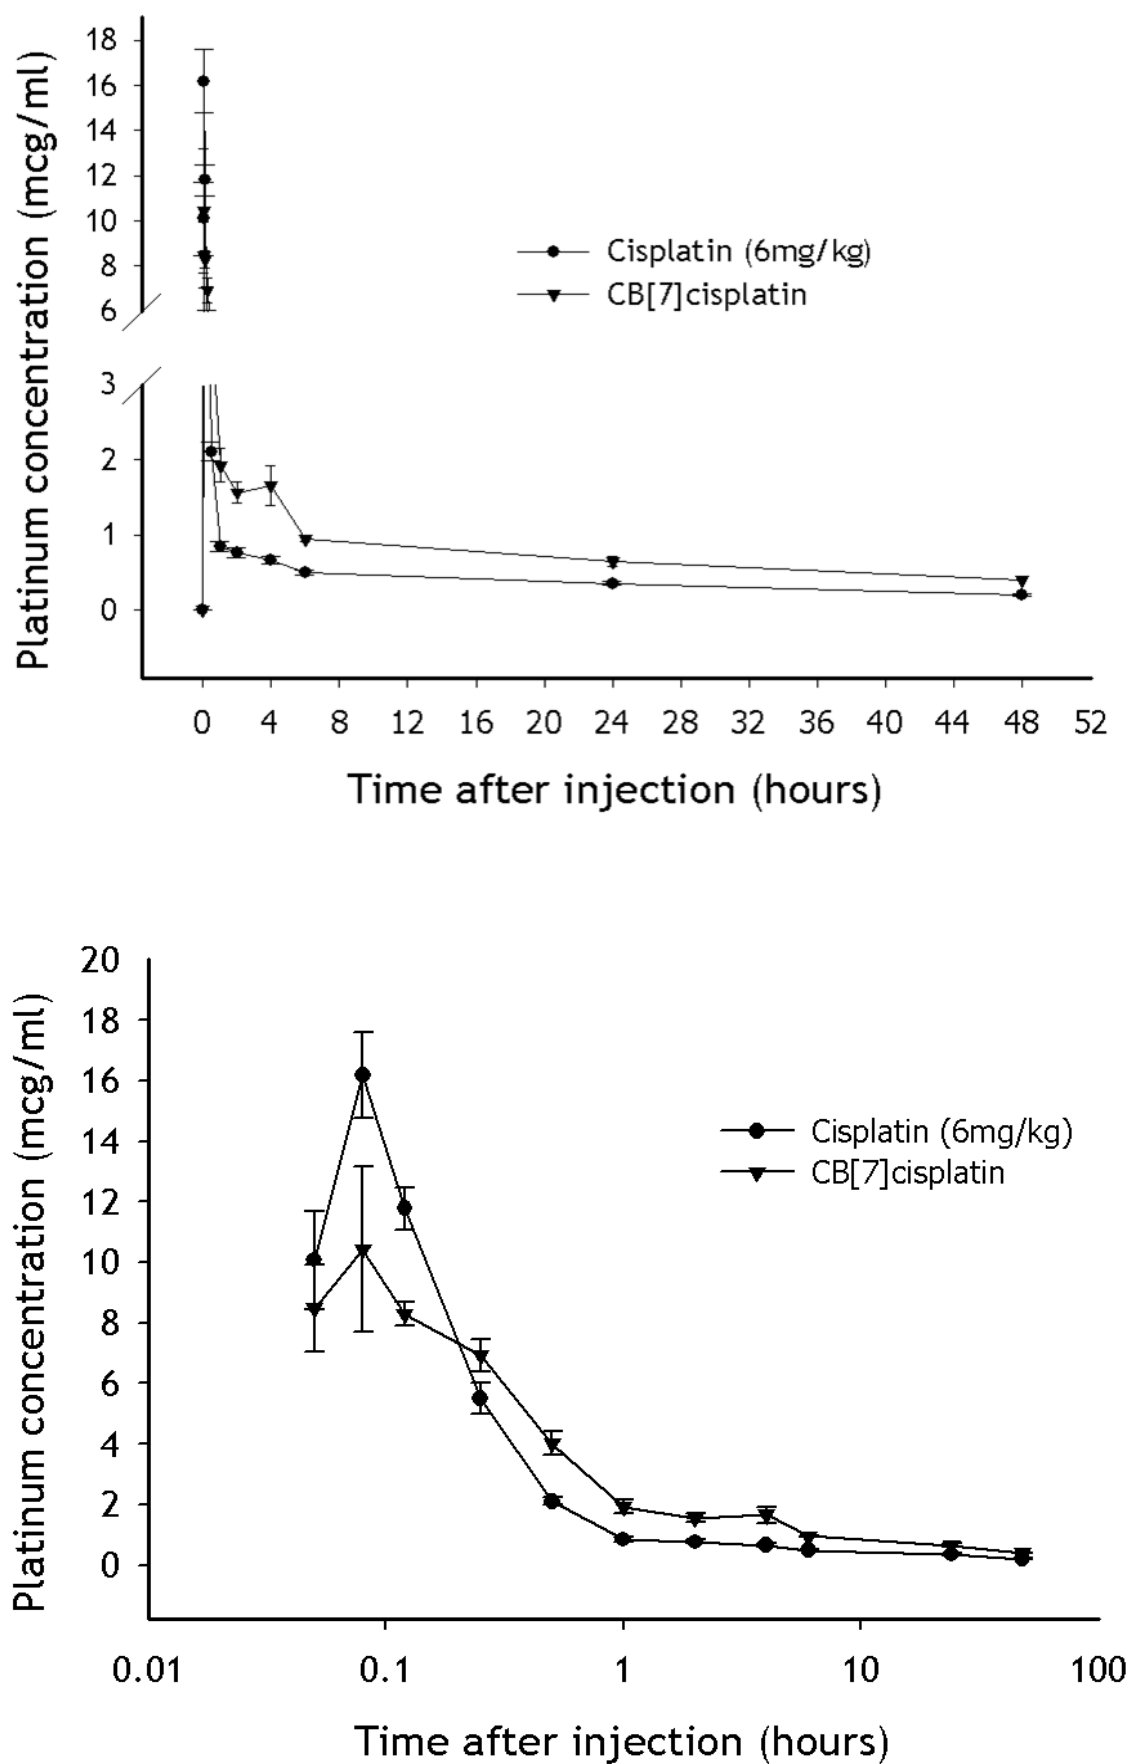 Platinum concentration (mcg/ml)
18
16
14
12
10
8
6
3
2
1
0
Cisplatin (6mg/kg)
CB[7]cisplatin
0 4 8 12 16 20 24 28 32 36 40 44 48 52
Time after injection (hours)
Platinum concentration (mcg/ml)
20
18
16
14
12
10
8
6
4
2
0
Cisplatin (6mg/kg)
CB[7]cisplatin
0.01 0.1 1 10 100
Time after injection (hours)